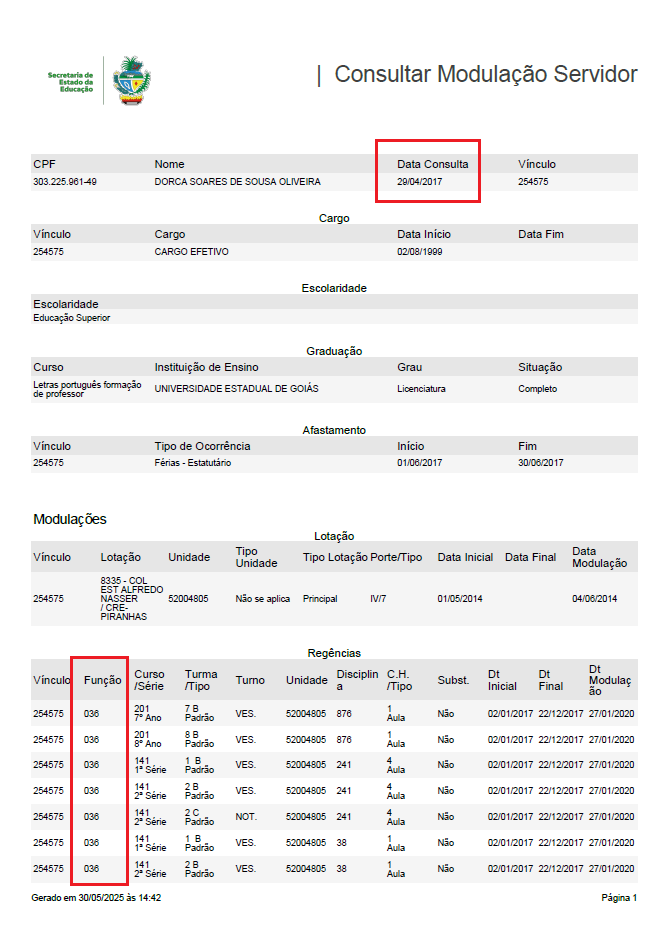 Secretaria de
Estado da
Educação
| Consultar Modulação Servidor
CPF Nome Data Consulta Vínculo
303.225.961-49 DORCA SOARES DE SOUSA OLIVEIRA 29/04/2017 254575
Cargo
Vínculo Cargo Data Início Data Fim
254575 CARGO EFETIVO 02/08/1999
Escolaridade
Escolaridade
Educação Superior
Graduação
Curso Instituição de Ensino Grau Situação
Letras português formação
de professor UNIVERSIDADE ESTADUAL DE GOIÁS Licenciatura Completo
Afastamento
Vínculo Tipo de Ocorrência Início Fim
254575 Férias - Estatutário 01/06/2017 30/06/2017
Modulações
Lotação
Vínculo Lotação Unidade Tipo
Unidade Tipo Lotação Porte/Tipo Data Inicial Data Final Data
Modulação
254575 8335 - COL
EST ALFREDO
NASSER
/ CRE-
PIRANHAS 52004805 Não se aplica Principal IV/7 01/05/2014 04/06/2014
Regências
Vínculo Função Curso
/Série Turma
/Tipo Turno Unidade Disciplin
a C.H.
/Tipo Subst. Dt
Inicial Dt
Final Dt
Modulaç
ão
254575 036 201
7º Ano 7 B
Padrão VES. 52004805 876 1
Aula Não 02/01/2017 22/12/2017 27/01/2020
254575 036 201
8º Ano 8 B
Padrão VES. 52004805 876 1
Aula Não 02/01/2017 22/12/2017 27/01/2020
254575 036 141
1ª Série 1 B
Padrão VES. 52004805 241 4
Aula Não 02/01/2017 22/12/2017 27/01/2020
254575 036 141
2ª Série 2 B
Padrão VES. 52004805 241 4
Aula Não 02/01/2017 22/12/2017 27/01/2020
254575 036 141
2ª Série 2 C
Padrão NOT. 52004805 241 4
Aula Não 02/01/2017 22/12/2017 27/01/2020
254575 036 141
1ª Série 1 B
Padrão VES. 52004805 38 1
Aula Não 02/01/2017 22/12/2017 27/01/2020
254575 036 141
2ª Série 2 B
Padrão VES. 52004805 38 1
Aula Não 02/01/2017 22/12/2017 27/01/2020
Gerado em 30/05/2025 às 14:42 Página 1